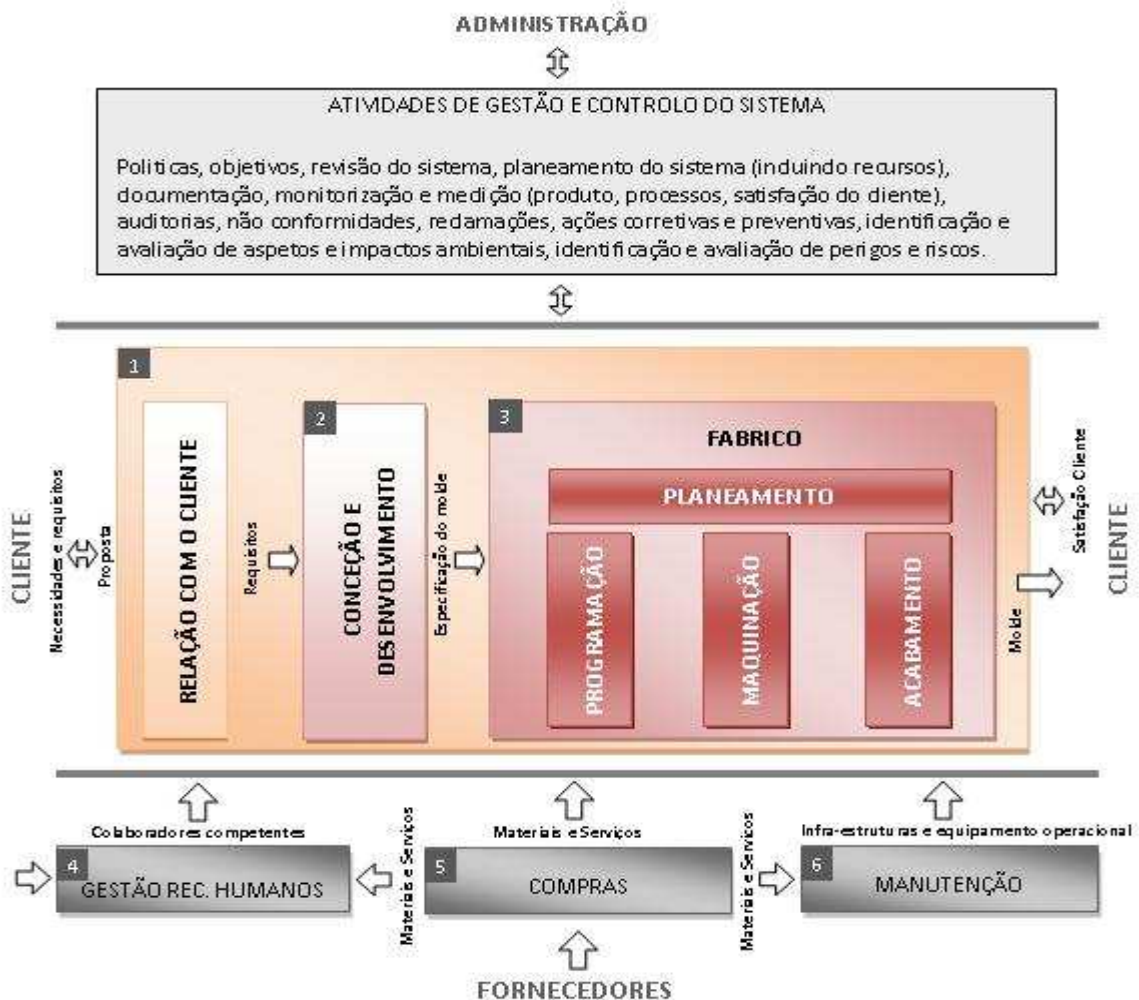 ADMINISTRAÇÃO
ATIVIDADES DE GESTÃO E CONTROLO DO SISTEMA
Politicas, objetivos, revisão do sistema, planeamento do sistema (incluindo recursos),
documentação, monitorização e medição (produto, processos, satisfação do cliente),
auditorias, não conformidades, reclamações, ações corretivas e preventivas, identificação e
avaliação de aspetos e impactos ambientais, identificação e avaliação de perigos e riscos.
CLIENTE
Necessidades e requisitos
Proposta
1
RELAÇÃO COM O CLIENTE
Requisitos
2
CONCEÇÃO E
DESENVOLVIMENTO
Especificação do molde
3
FABRICO
PLANEAMENTO
PROGRAMAÇÃO
MAQUINAÇÃO
ACABAMENTO
Molde
Satisfação Cliente
CLIENTE
Colaboradores competentes
4
GESTÃO REC. HUMANOS
Materiais e Serviços
Materiais e Serviços
5
COMPRAS
Materiais e Serviços
Infra-estruturas e equipamento operacional
6
MANUTENÇÃO
FORNECEDORES